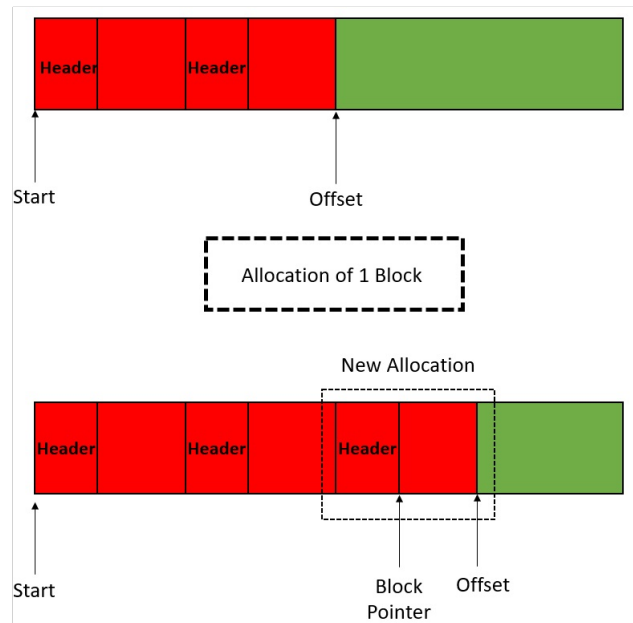 Header Header
Start Offset
Allocation of 1 Block
New Allocation
Header Header Header
Start Block Offset
Pointer